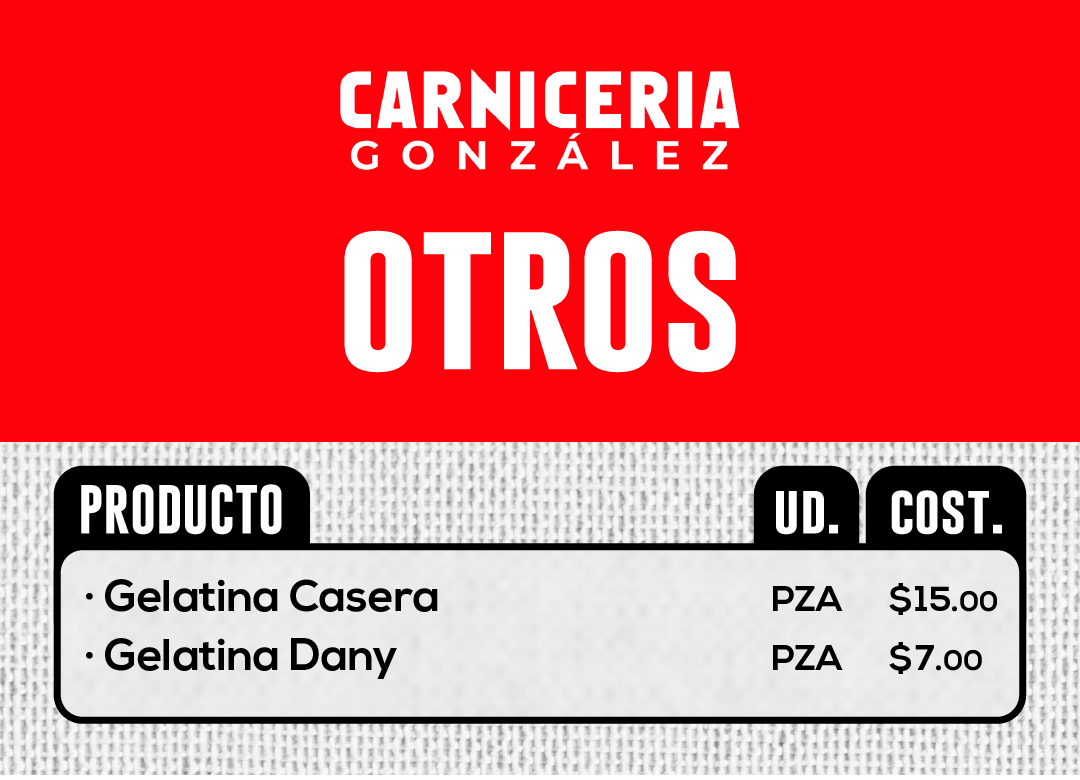 CARNICERIA
GONZÁLEZ
OTROS
PRODUCTO UD. COST.
· Gelatina Casera PZA $15.00
· Gelatina Dany PZA $7.00